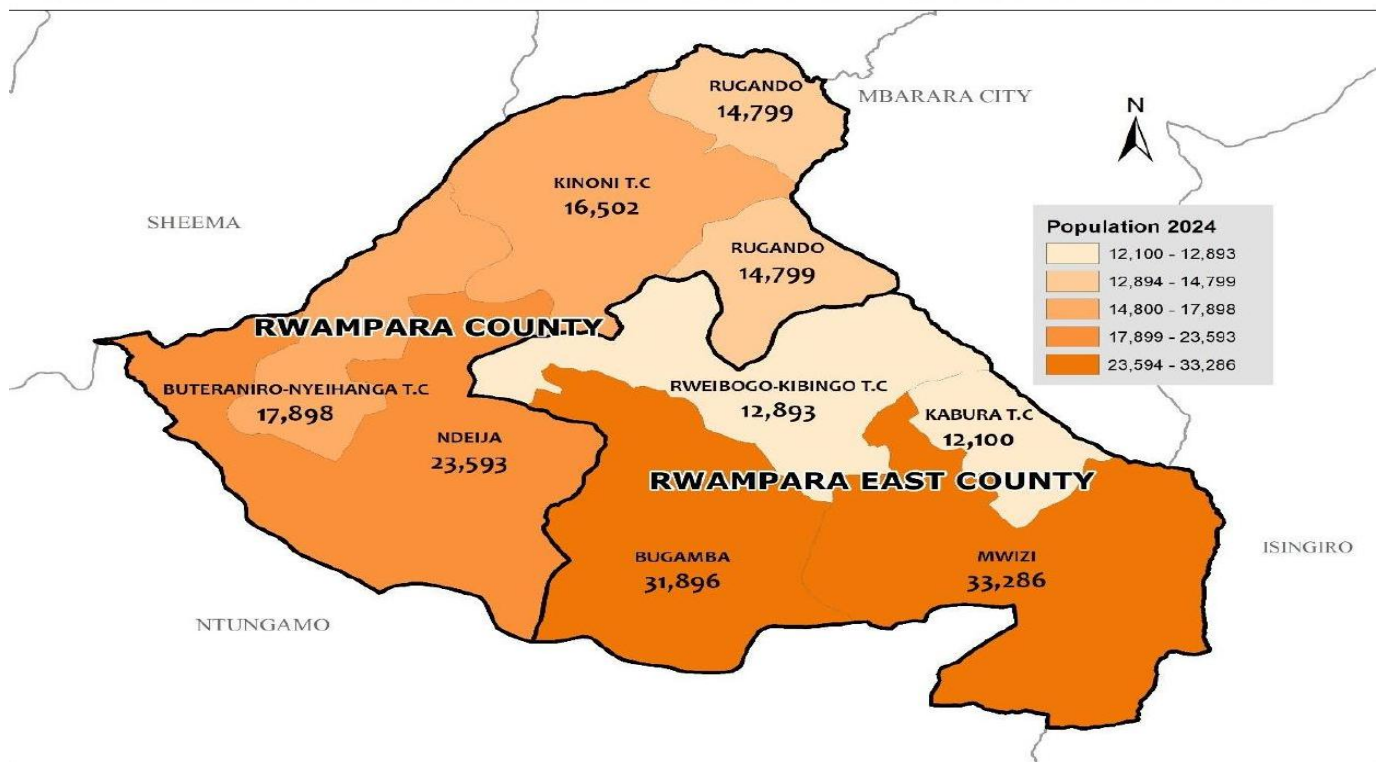 RUGANDO
14,799
MBARARA CITY
N
KINONI T.C
16,502
SHEEMA
RUGANDO
14,799
Population 2024
12,100 - 12,893
12,894 - 14,799
14,800 - 17,898
17,899 - 23,593
23,594 - 33,286
RWAMPARA COUNTY
BUTERANIRO-NYEIHANGA T.C
17,898
RWEIBOGO-KIBINGO T.C
12,893
KABURA T.C
12,100
NDEIJA
23,593
RWAMPARA EAST COUNTY
BUGAMBA
31,896
MWIZI
33,286
ISINGIRO
NTUNGAMO